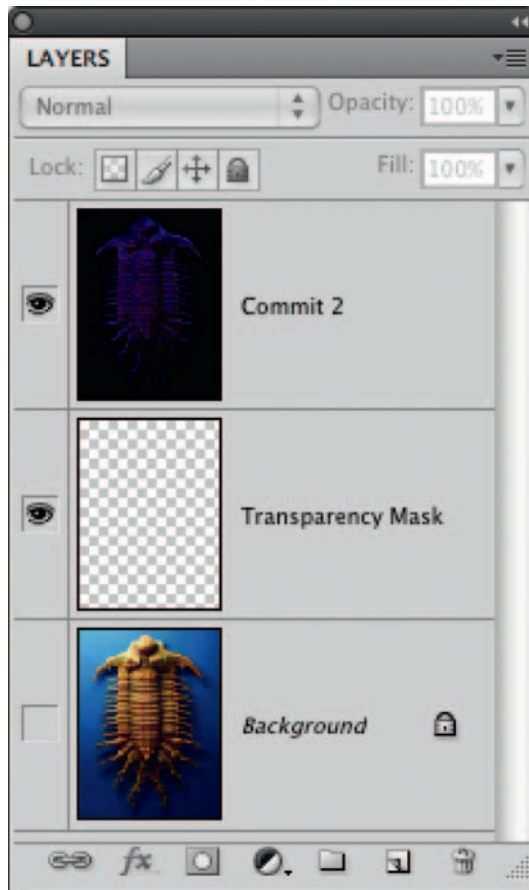 LAYERS
Normal Opacity: 100%
Lock: Fill: 100%
Commit 2
Transparency Mask
Background
fx.